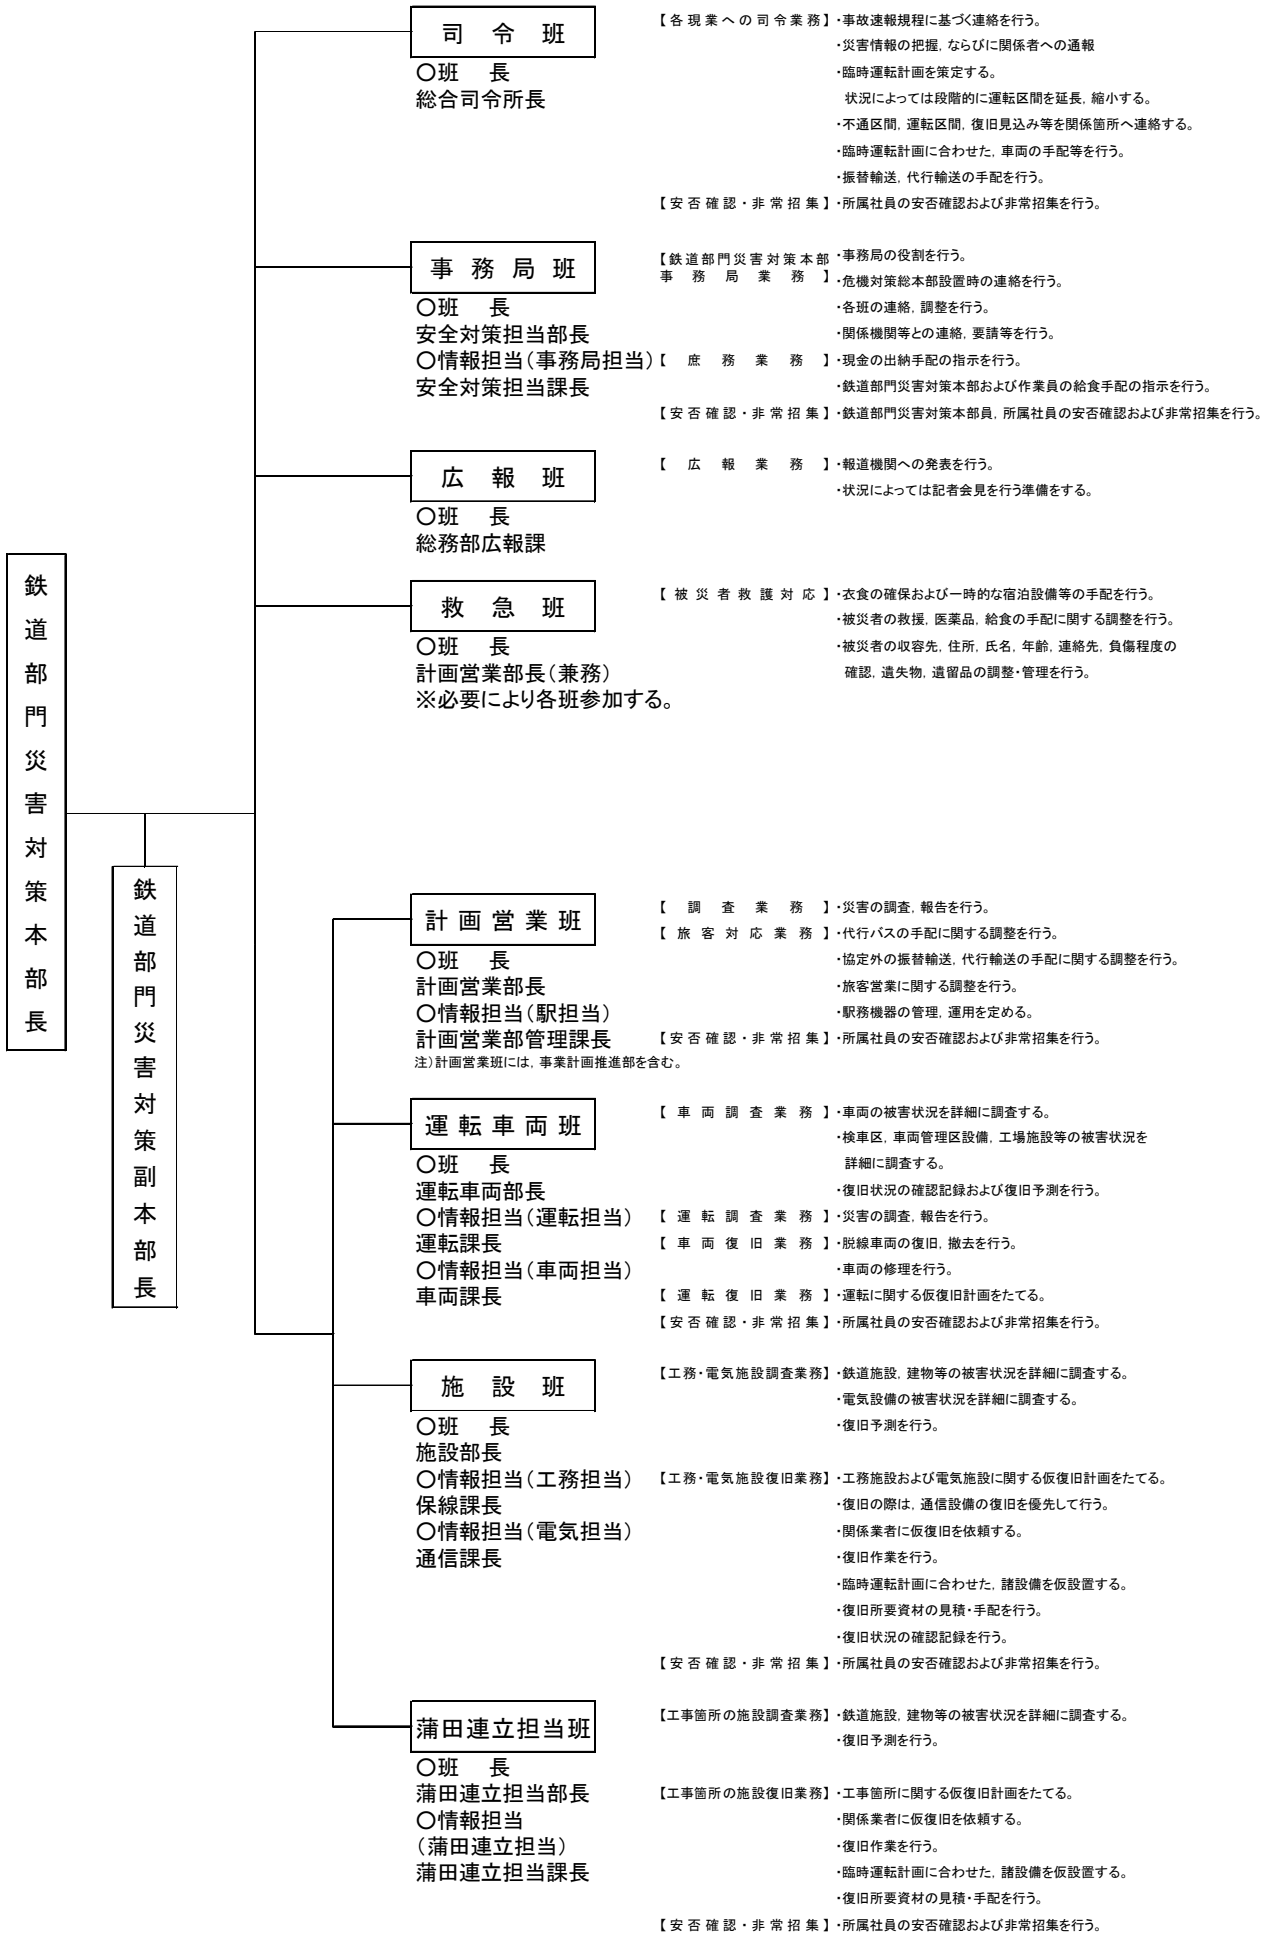 鉄道部門災害対策本部長
鉄道部門災害対策副本部長
司令班
〇班 長
総合司令所長
【各現業への司令業務】・事故速報規程に基づく連絡を行う。
・災害情報の把握, ならびに関係者への通報
・臨時運転計画を策定する。
状況によっては段階的に運転区間を延長, 縮小する。
・不通区間, 運転区間, 復旧見込み等を関係箇所へ連絡する。
・臨時運転計画に合わせた, 車両の手配等を行う。
・振替輸送, 代行輸送の手配を行う。
【安否確認・非常招集】・所属社員の安否確認および非常招集を行う。
事務局班
〇班 長
安全対策担当部長
〇情報担当(事務局担当)
安全対策担当課長
【鉄道部門災害対策本部
事務局業務】
・事務局の役割を行う。
・危機対策総本部設置時の連絡を行う。
・各班の連絡, 調整を行う。
・関係機関等との連絡, 要請等を行う。
【庶務業務】・現金の出納手配の指示を行う。
・鉄道部門災害対策本部および作業員の給食手配の指示を行う。
【安否確認・非常招集】・鉄道部門災害対策本部員, 所属社員の安否確認および非常招集を行う。
広報班
〇班 長
総務部広報課
【広報業務】・報道機関への発表を行う。
・状況によっては記者会見を行う準備をする。
救急班
〇班 長
計画営業部長(兼務)
※必要により各班参加する。
【被災者救護対応】・衣食の確保および一時的な宿泊設備等の手配を行う。
・被災者の救援, 医薬品, 給食の手配に関する調整を行う。
・被災者の収容先, 住所, 氏名, 年齢, 連絡先, 負傷程度の
確認, 遺失物, 遺留品の調整・管理を行う。
計画営業班
〇班 長
計画営業部長
〇情報担当(駅担当)
計画営業部管理課長
注)計画営業班には, 事業計画推進部を含む。
【調査業務】・災害の調査, 報告を行う。
【旅客対応業務】・代行バスの手配に関する調整を行う。
・協定外の振替輸送, 代行輸送の手配に関する調整を行う。
・旅客営業に関する調整を行う。
・駅務機器の管理, 運用を定める。
【安否確認・非常招集】・所属社員の安否確認および非常招集を行う。
運転車両班
〇班 長
運転車両部長
〇情報担当(運転担当)
運転課長
〇情報担当(車両担当)
車両課長
【車両調査業務】・車両の被害状況を詳細に調査する。
・検車区, 車両管理区設備, 工場施設等の被害状況を
詳細に調査する。
・復旧状況の確認記録および復旧予測を行う。
【運転調査業務】・災害の調査, 報告を行う。
【車両復旧業務】・脱線車両の復旧, 撤去を行う。
・車両の修理を行う。
【運転復旧業務】・運転に関する仮復旧計画をたてる。
【安否確認・非常招集】・所属社員の安否確認および非常招集を行う。
施設班
〇班 長
施設部長
〇情報担当(工務担当)
保線課長
〇情報担当(電気担当)
通信課長
【工務・電気施設調査業務】・鉄道施設, 建物等の被害状況を詳細に調査する。
・電気設備の被害状況を詳細に調査する。
・復旧予測を行う。
【工務・電気施設復旧業務】・工務施設および電気施設に関する仮復旧計画をたてる。
・復旧の際は, 通信設備の復旧を優先して行う。
・関係業者に仮復旧を依頼する。
・復旧作業を行う。
・臨時運転計画に合わせた, 諸設備を仮設置する。
・復旧所要資材の見積・手配を行う。
・復旧状況の確認記録を行う。
【安否確認・非常招集】・所属社員の安否確認および非常招集を行う。
蒲田連立担当班
〇班 長
蒲田連立担当部長
〇情報担当
(蒲田連立担当)
蒲田連立担当課長
【工事箇所の施設調査業務】・鉄道施設, 建物等の被害状況を詳細に調査する。
・復旧予測を行う。
【工事箇所の施設復旧業務】・工事箇所に関する仮復旧計画をたてる。
・関係業者に仮復旧を依頼する。
・復旧作業を行う。
・臨時運転計画に合わせた, 諸設備を仮設置する。
・復旧所要資材の見積・手配を行う。
【安否確認・非常招集】・所属社員の安否確認および非常招集を行う。